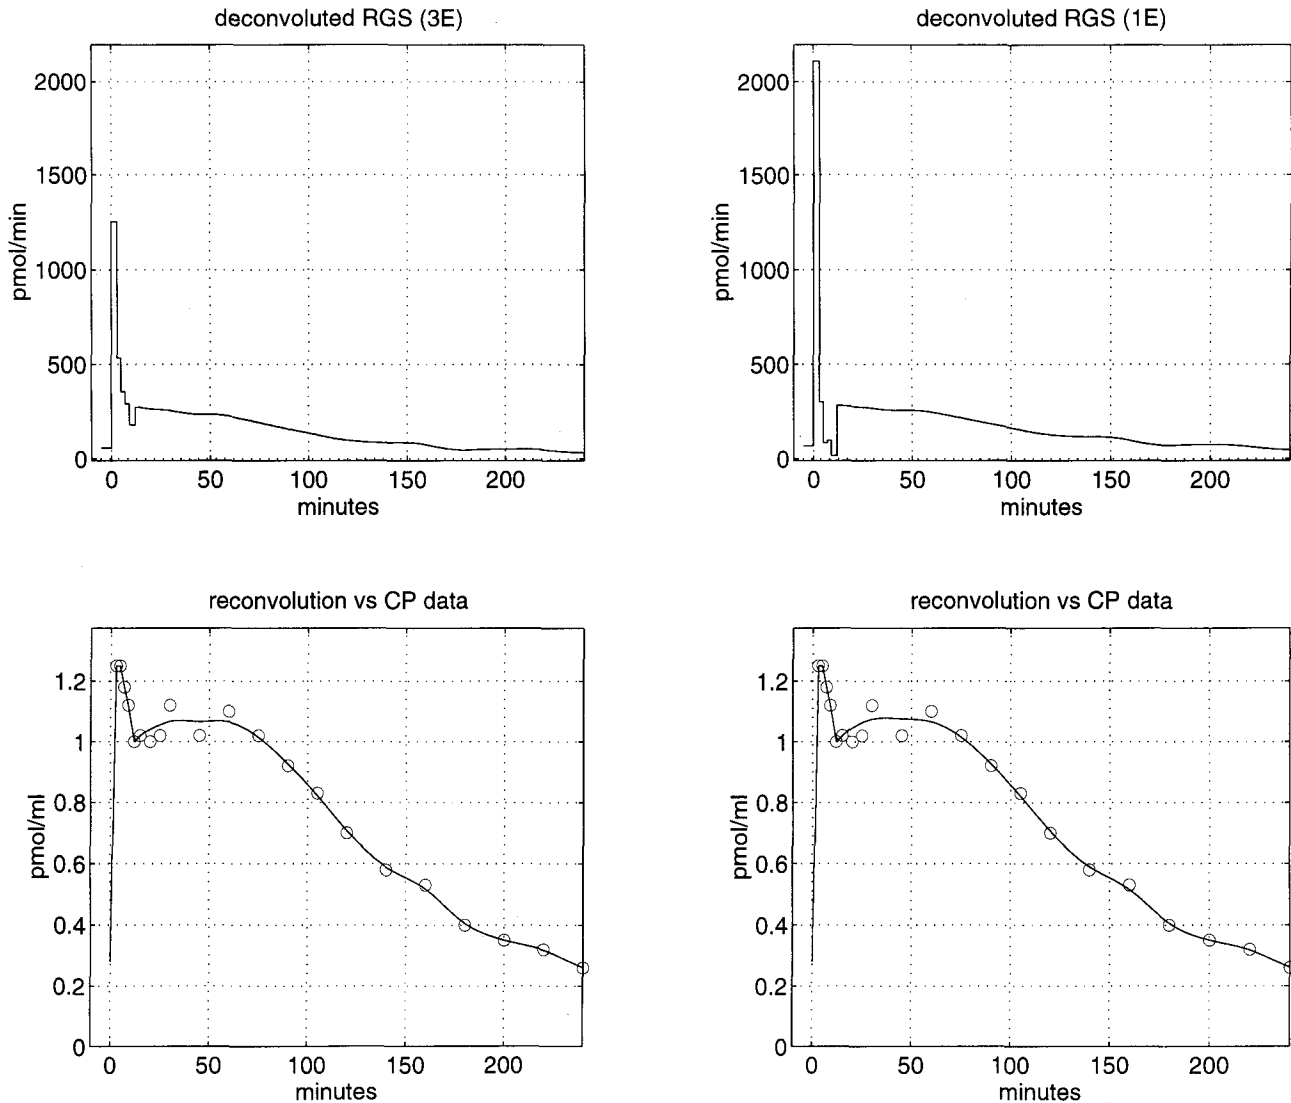 deconvoluted RGS (3E)
2000
1500
1000
500
0
pmol/min
0 50 100 150 200
minutes
deconvoluted RGS (1E)
2000
1500
1000
500
0
pmol/min
0 50 100 150 200
minutes
reconvolution vs CP data
1.2
1
0.8
0.6
0.4
0.2
0
pmol/ml
0 50 100 150 200
minutes
reconvolution vs CP data
1.2
1
0.8
0.6
0.4
0.2
0
pmol/ml
0 50 100 150 200
minutes